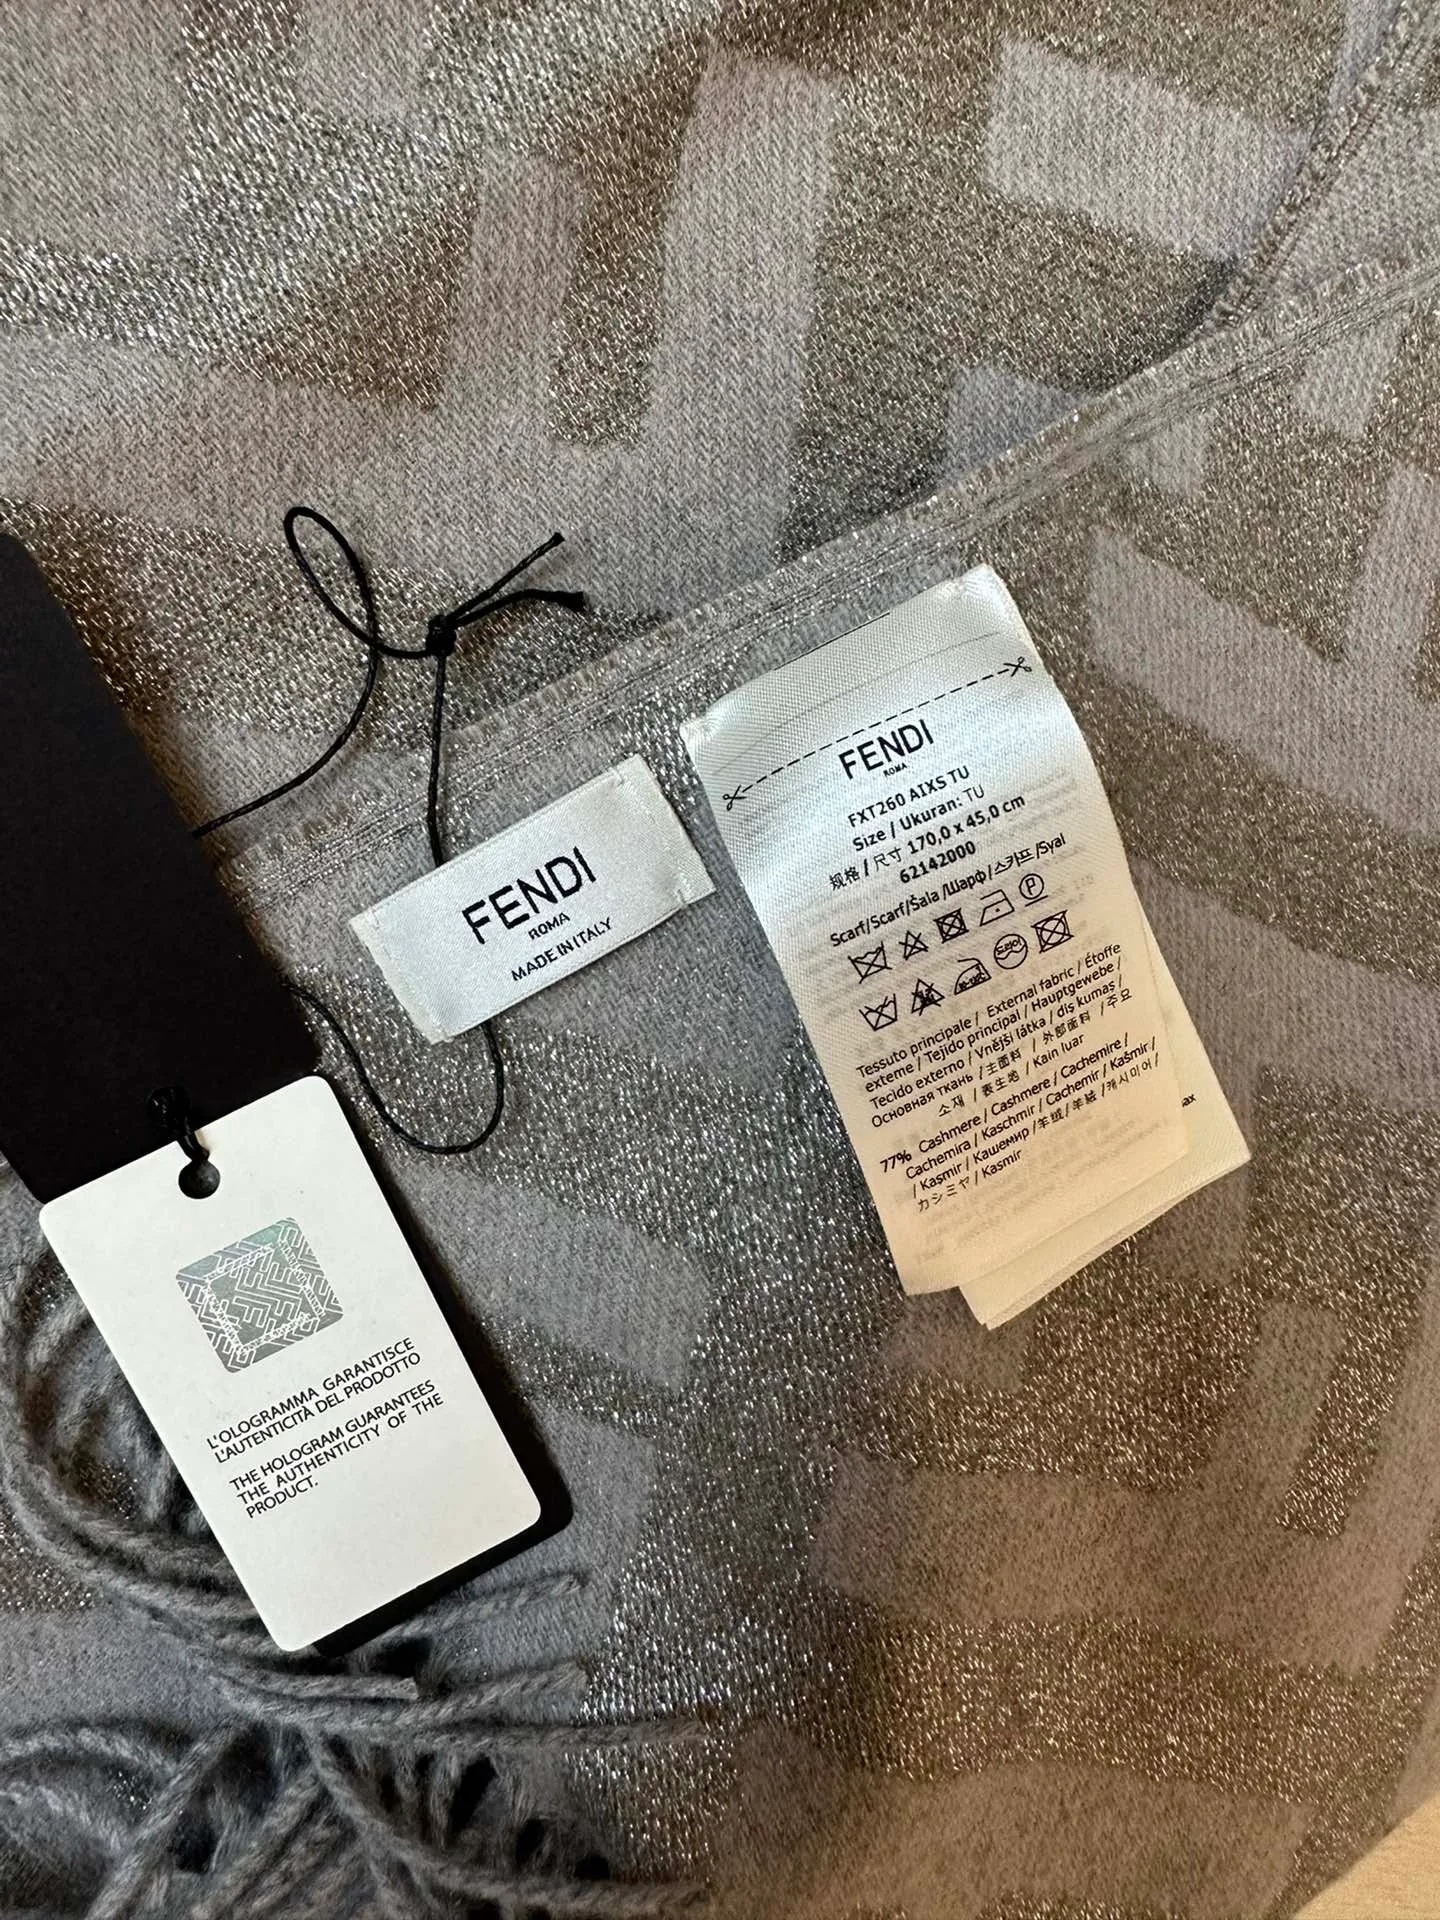 FENDI
ROMA
MADE IN ITALY
FENDI
ROMA
FXT260 AIXS TU
Size / Ukuran: TU
规格 / 尺寸 170,0 x 45,0 cm
62142000
Scarf/Scarf/Šala /Шарф/스카프/Syal
Tessuto principale / External fabric / Étoffe
externe / Tejido principal / Hauptgewebe /
Tecido externo / Vnější látka / dış kumaş /
Основная ткань /主面料 / 外部面料 /주요
소재 / 表生地 / Kain luar
77% Cashmere / Cashmere / Cachemire /
Cachemira / Kaschmir / Cachemir / Kašmír /
/ Kaşmir / Кашемир /羊绒/羊絨 /캐시미어 /
カシミヤ / Kasmir
L'OLOGRAMMA GARANTISCE
L'AUTENTICITÀ DEL PRODOTTO
THE HOLOGRAM GUARANTEES
THE AUTHENTICITY OF THE
PRODUCT.